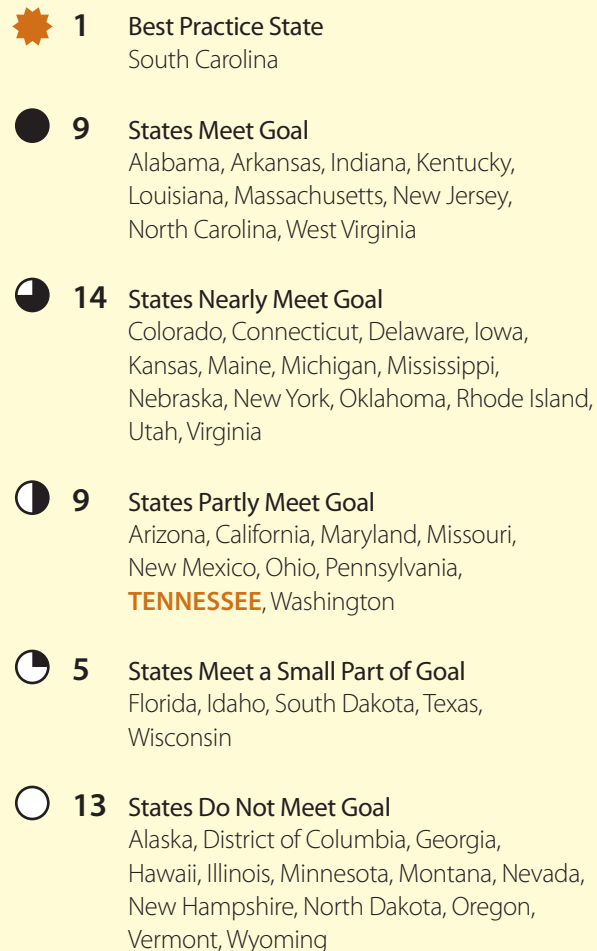 1 Best Practice State
South Carolina
9 States Meet Goal
Alabama, Arkansas, Indiana, Kentucky,
Louisiana, Massachusetts, New Jersey,
North Carolina, West Virginia
14 States Nearly Meet Goal
Colorado, Connecticut, Delaware, Iowa,
Kansas, Maine, Michigan, Mississippi,
Nebraska, New York, Oklahoma, Rhode Island,
Utah, Virginia
9 States Partly Meet Goal
Arizona, California, Maryland, Missouri,
New Mexico, Ohio, Pennsylvania,
TENNESSEE, Washington
5 States Meet a Small Part of Goal
Florida, Idaho, South Dakota, Texas,
Wisconsin
13 States Do Not Meet Goal
Alaska, District of Columbia, Georgia,
Hawaii, Illinois, Minnesota, Montana, Nevada,
New Hampshire, North Dakota, Oregon,
Vermont, Wyoming